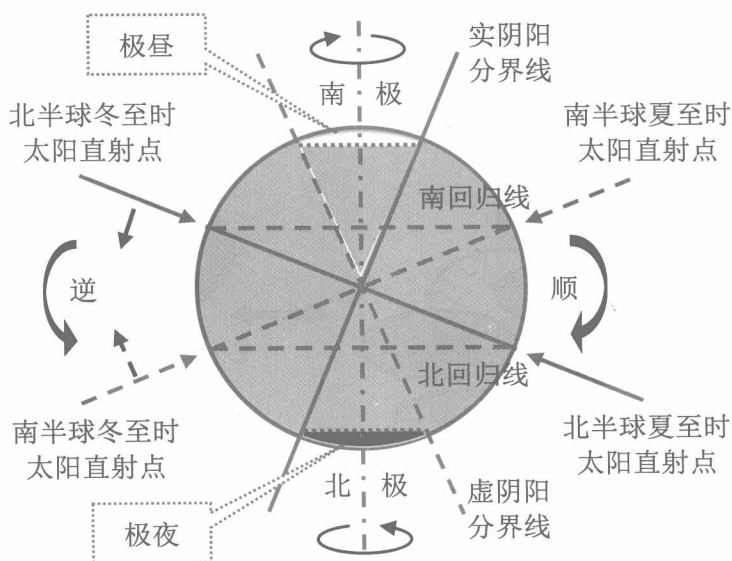 极昼
实阴阳
分界线
南 极
北半球冬至时
太阳直射点
南半球夏至时
太阳直射点
南回归线
逆
顺
北回归线
南半球冬至时
太阳直射点
北半球夏至时
太阳直射点
北 极
虚阴阳
分界线
极夜